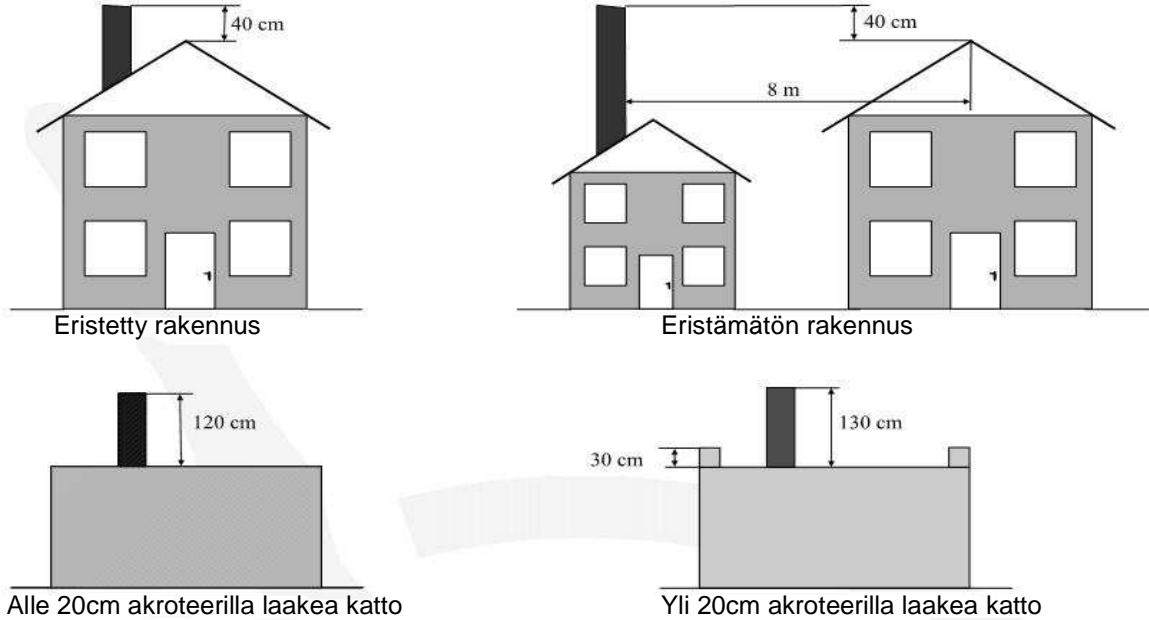 40 cm
40 cm
8 m
Eristetty rakennus
Eristämätön rakennus
120 cm
130 cm
30 cm
Alle 20cm akroteerilla laakea katto
Yli 20cm akroteerilla laakea katto